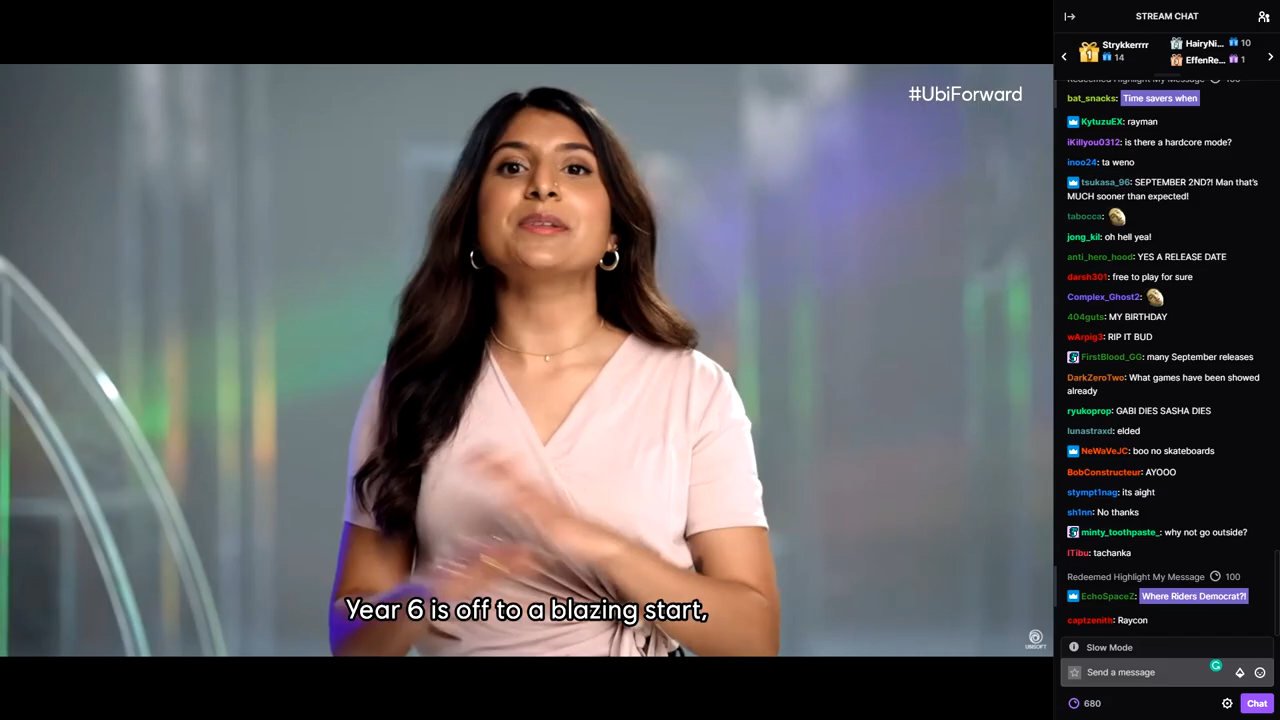 #UbiForward
Year 6 is off to a blazing start,
UBISOFT
STREAM CHAT
Strykkerrrr
14
HairyNi... 10
EffenRe... 1
Redeemed Highlight My Message 100
bat_snacks: Time savers when
KytuzuEX: rayman
iKillyou0312: is there a hardcore mode?
inoo24: ta weno
tsukasa_96: SEPTEMBER 2ND?! Man that's
MUCH sooner than expected!
tabocca:
jong_kil: oh hell yea!
anti_hero_hood: YES A RELEASE DATE
darsh301: free to play for sure
Complex_Ghost2:
404guts: MY BIRTHDAY
wArpig3: RIP IT BUD
FirstBlood_GG: many September releases
DarkZeroTwo: What games have been showed
already
ryukoprop: GABI DIES SASHA DIES
lunastraxd: elded
NeWaVeJC: boo no skateboards
BobConstructeur: AYOOO
stympt1nag: its aight
sh1nn: No thanks
minty_toothpaste_: why not go outside?
ITibu: tachanka
Redeemed Highlight My Message 100
EchoSpaceZ: Where Riders Democrat?!
captzenith: Raycon
Slow Mode
Send a message
680
Chat